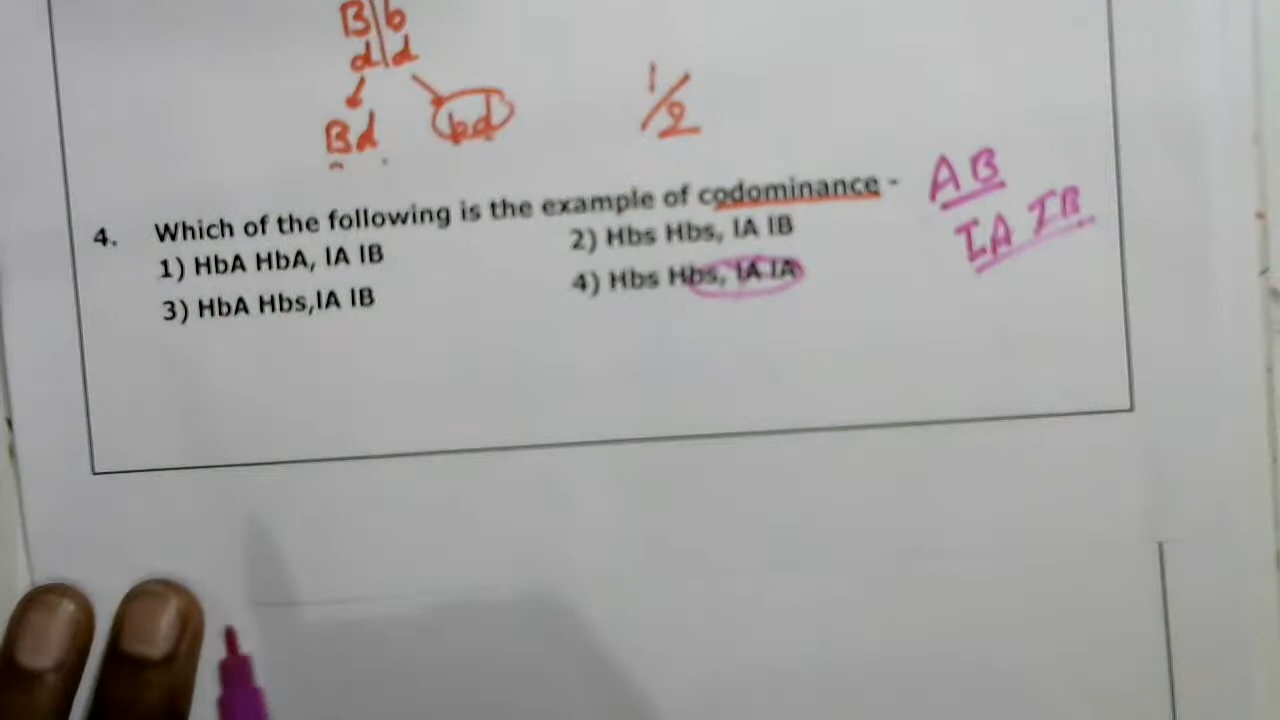 B b
d d
Bd bd 1/2
4. Which of the following is the example of codominance - AB
1) HbA HbA, IA IB 2) Hbs Hbs, IA IB IA IB
3) HbA Hbs,IA IB 4) Hbs Hbs, IA IA